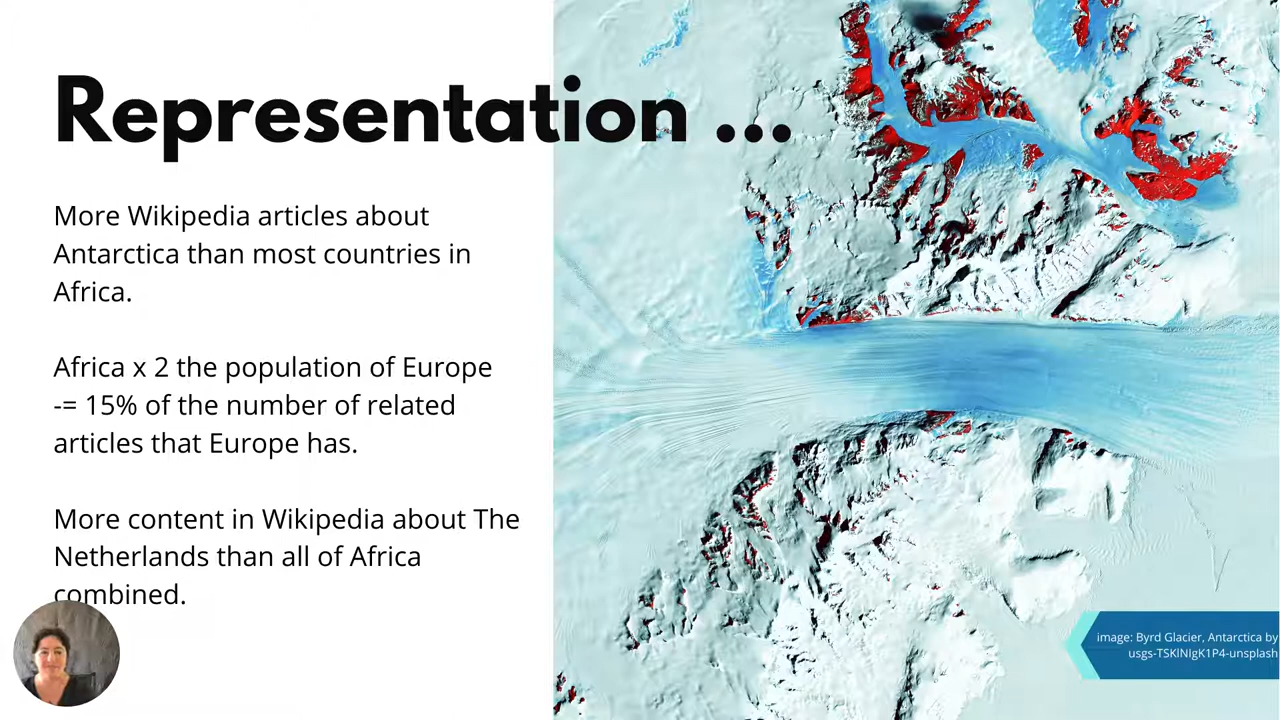 Representation ...
More Wikipedia articles about
Antarctica than most countries in
Africa.
Africa x 2 the population of Europe
-= 15% of the number of related
articles that Europe has.
More content in Wikipedia about The
Netherlands than all of Africa
combined.
image: Byrd Glacier, Antarctica by
usgs-TSKlNIgK1P4-unsplash